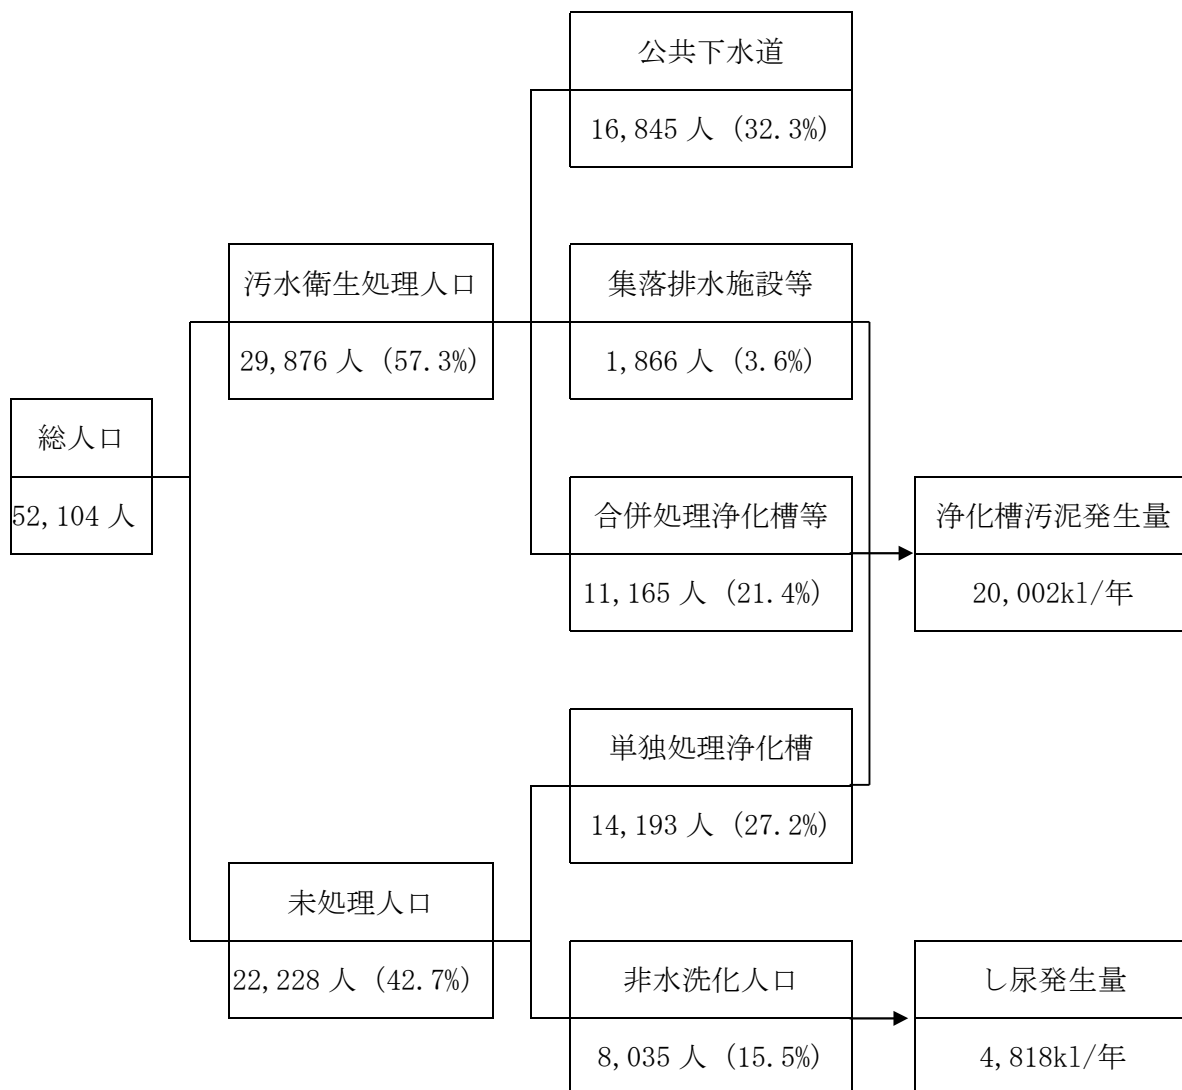 公共下水道
16,845 人 (32.3%)
汚水衛生処理人口
29,876 人 (57.3%)
集落排水施設等
1,866 人 (3.6%)
総人口
52,104 人
合併処理浄化槽等
11,165 人 (21.4%)
浄化槽汚泥発生量
20,002kl/年
単独処理浄化槽
14,193 人 (27.2%)
未処理人口
22,228 人 (42.7%)
非水洗化人口
8,035 人 (15.5%)
し尿発生量
4,818kl/年